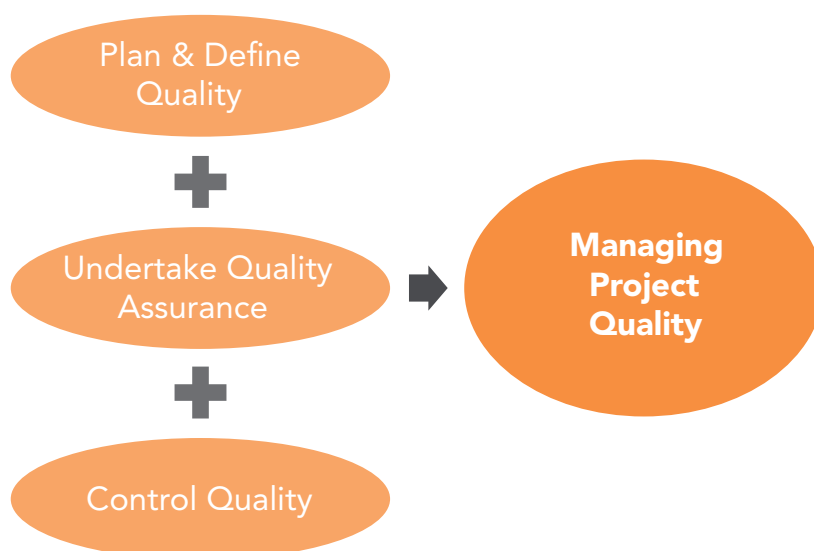 Plan & Define
Quality
Undertake Quality
Assurance
Control Quality
Managing
Project
Quality